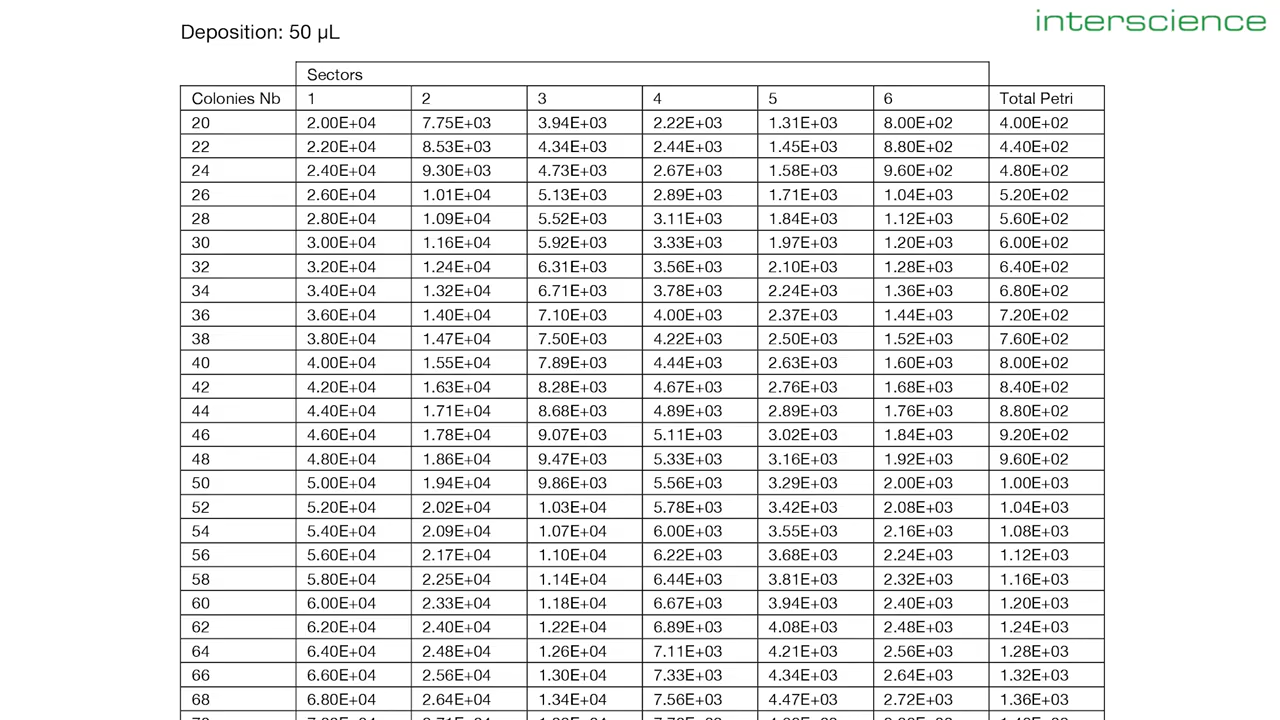 interscience
Deposition: 50 µL
Sectors
Colonies Nb 1 2 3 4 5 6 Total Petri
20 2.00E+04 7.75E+03 3.94E+03 2.22E+03 1.31E+03 8.00E+02 4.00E+02
22 2.20E+04 8.53E+03 4.34E+03 2.44E+03 1.45E+03 8.80E+02 4.40E+02
24 2.40E+04 9.30E+03 4.73E+03 2.67E+03 1.58E+03 9.60E+02 4.80E+02
26 2.60E+04 1.01E+04 5.13E+03 2.89E+03 1.71E+03 1.04E+03 5.20E+02
28 2.80E+04 1.09E+04 5.52E+03 3.11E+03 1.84E+03 1.12E+03 5.60E+02
30 3.00E+04 1.16E+04 5.92E+03 3.33E+03 1.97E+03 1.20E+03 6.00E+02
32 3.20E+04 1.24E+04 6.31E+03 3.56E+03 2.10E+03 1.28E+03 6.40E+02
34 3.40E+04 1.32E+04 6.71E+03 3.78E+03 2.24E+03 1.36E+03 6.80E+02
36 3.60E+04 1.40E+04 7.10E+03 4.00E+03 2.37E+03 1.44E+03 7.20E+02
38 3.80E+04 1.47E+04 7.50E+03 4.22E+03 2.50E+03 1.52E+03 7.60E+02
40 4.00E+04 1.55E+04 7.89E+03 4.44E+03 2.63E+03 1.60E+03 8.00E+02
42 4.20E+04 1.63E+04 8.28E+03 4.67E+03 2.76E+03 1.68E+03 8.40E+02
44 4.40E+04 1.71E+04 8.68E+03 4.89E+03 2.89E+03 1.76E+03 8.80E+02
46 4.60E+04 1.78E+04 9.07E+03 5.11E+03 3.02E+03 1.84E+03 9.20E+02
48 4.80E+04 1.86E+04 9.47E+03 5.33E+03 3.16E+03 1.92E+03 9.60E+02
50 5.00E+04 1.94E+04 9.86E+03 5.56E+03 3.29E+03 2.00E+03 1.00E+03
52 5.20E+04 2.02E+04 1.03E+04 5.78E+03 3.42E+03 2.08E+03 1.04E+03
54 5.40E+04 2.09E+04 1.07E+04 6.00E+03 3.55E+03 2.16E+03 1.08E+03
56 5.60E+04 2.17E+04 1.10E+04 6.22E+03 3.68E+03 2.24E+03 1.12E+03
58 5.80E+04 2.25E+04 1.14E+04 6.44E+03 3.81E+03 2.32E+03 1.16E+03
60 6.00E+04 2.33E+04 1.18E+04 6.67E+03 3.94E+03 2.40E+03 1.20E+03
62 6.20E+04 2.40E+04 1.22E+04 6.89E+03 4.08E+03 2.48E+03 1.24E+03
64 6.40E+04 2.48E+04 1.26E+04 7.11E+03 4.21E+03 2.56E+03 1.28E+03
66 6.60E+04 2.56E+04 1.30E+04 7.33E+03 4.34E+03 2.64E+03 1.32E+03
68 6.80E+04 2.64E+04 1.34E+04 7.56E+03 4.47E+03 2.72E+03 1.36E+03